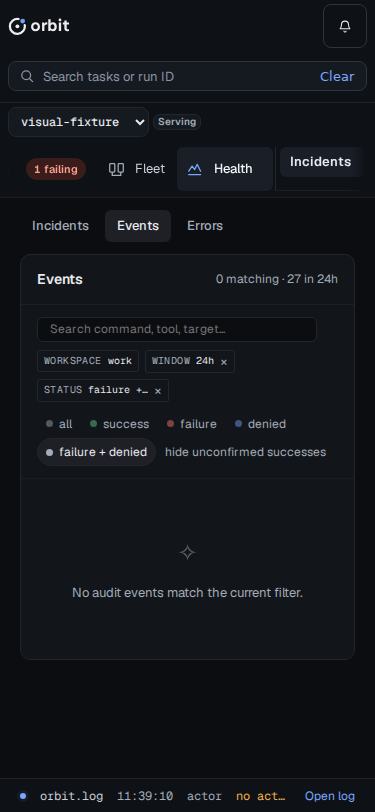 orbit
Search tasks or run ID Clear
visual-fixture Serving
1 failing Fleet Health Incidents
Incidents Events Errors
Events 0 matching · 27 in 24h
Search command, tool, target…
WORKSPACE work WINDOW 24h ×
STATUS failure +… ×
all success failure denied
failure + denied hide unconfirmed successes
No audit events match the current filter.
orbit.log 11:39:10 actor no act… Open log